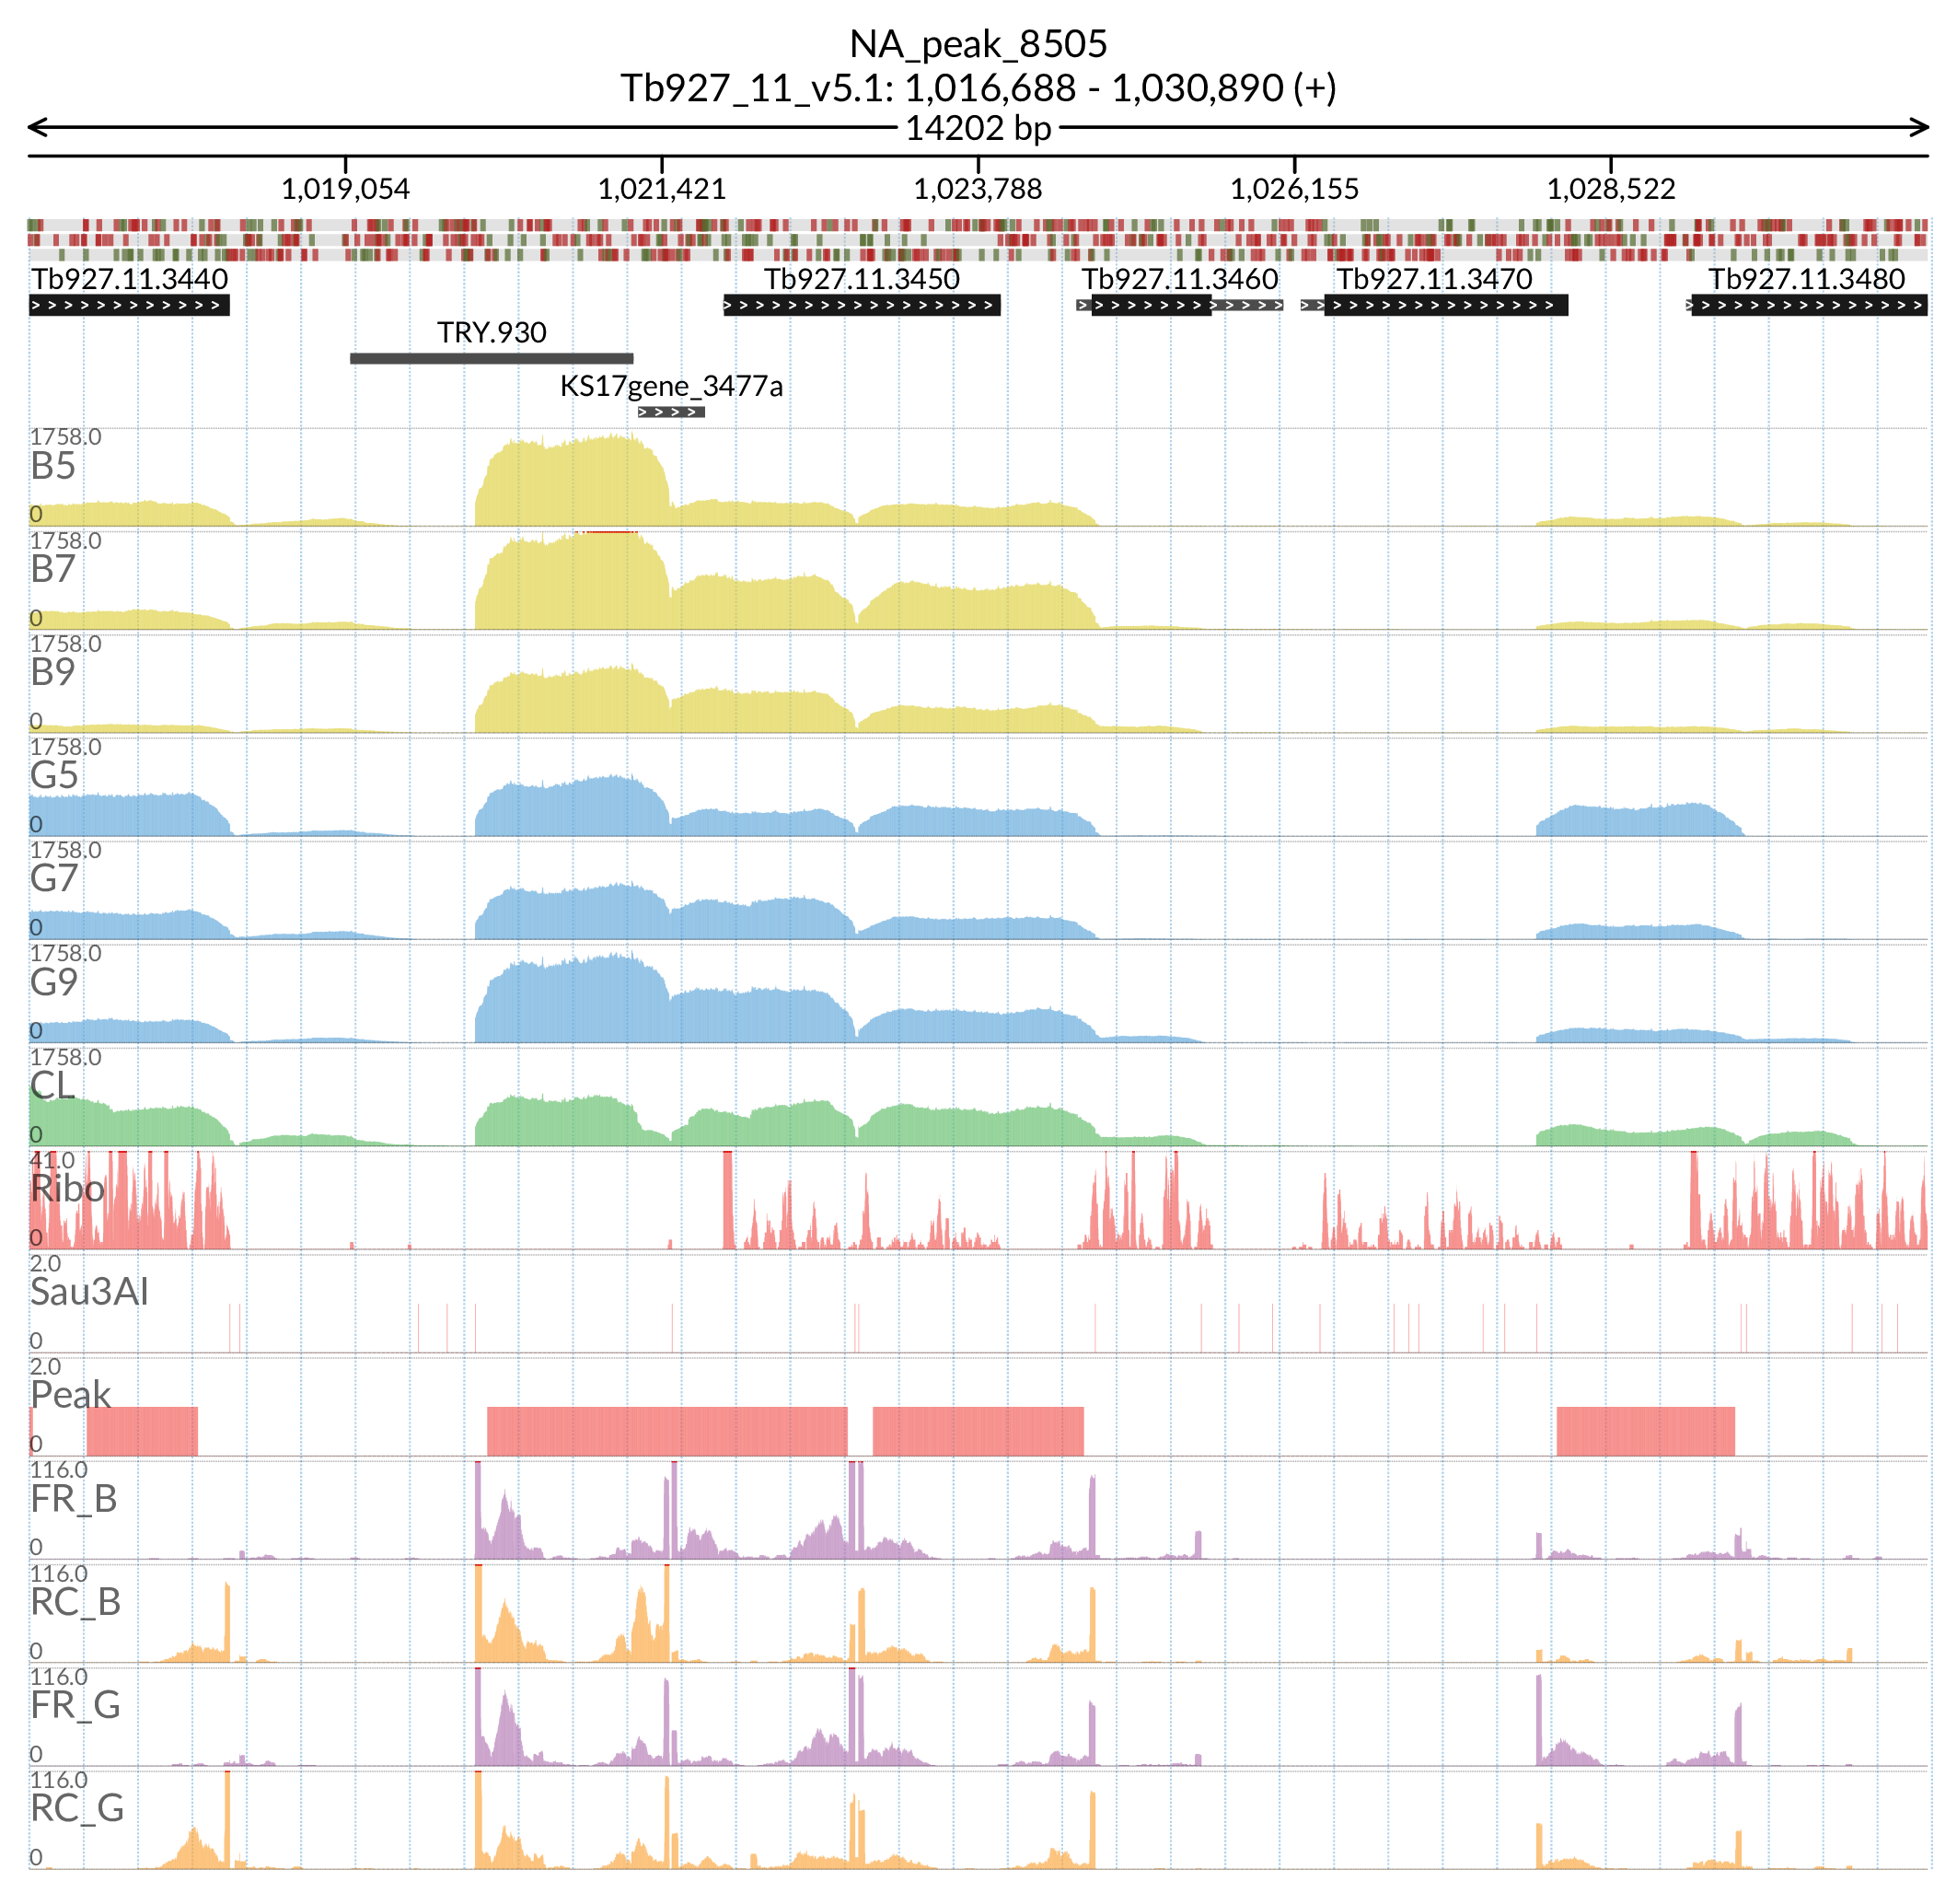 NA_peak_8505
Tb927_11_v5.1: 1,016,688 - 1,030,890 (+)
14202 bp
1,019,054 1,021,421 1,023,788 1,026,155 1,028,522
Tb927.11.3440 Tb927.11.3450 Tb927.11.3460 Tb927.11.3470 Tb927.11.3480
TRY.930
KS17gene_3477a
1758.0
B5
0
1758.0
B7
0
1758.0
B9
0
1758.0
G5
0
1758.0
G7
0
1758.0
G9
0
1758.0
CL
0
41.0
Ribo
0
2.0
Sau3AI
0
2.0
Peak
0
116.0
FR_B
0
116.0
RC_B
0
116.0
FR_G
0
116.0
RC_G
0